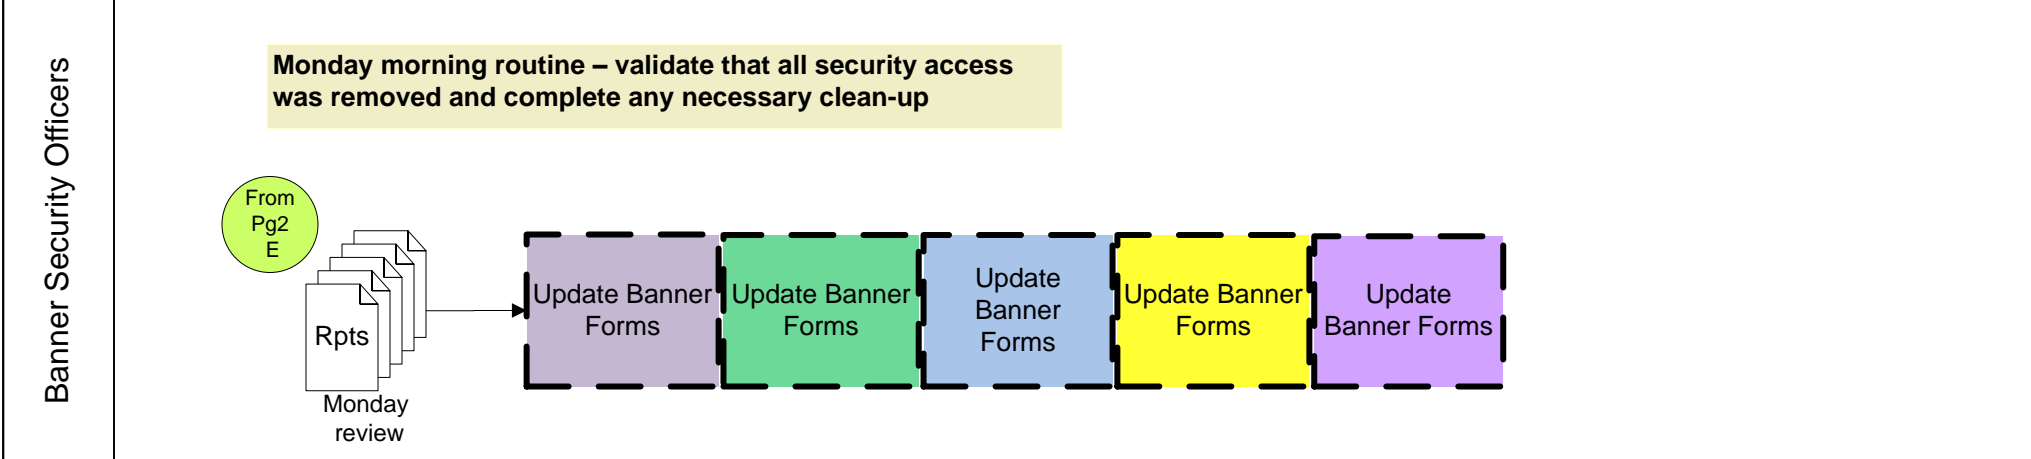 Banner Security Officers
Monday morning routine – validate that all security access
was removed and complete any necessary clean-up
From
Pg2
E
Rpts
Monday
review
Update Banner
Forms
Update Banner
Forms
Update
Banner
Forms
Update Banner
Forms
Update
Banner Forms